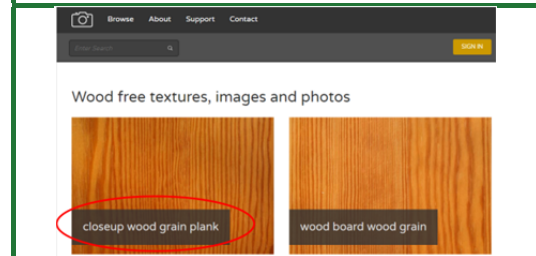 Browse About Support Contact
Enter Search
SIGN IN
Wood free textures, images and photos
closeup wood grain plank
wood board wood grain